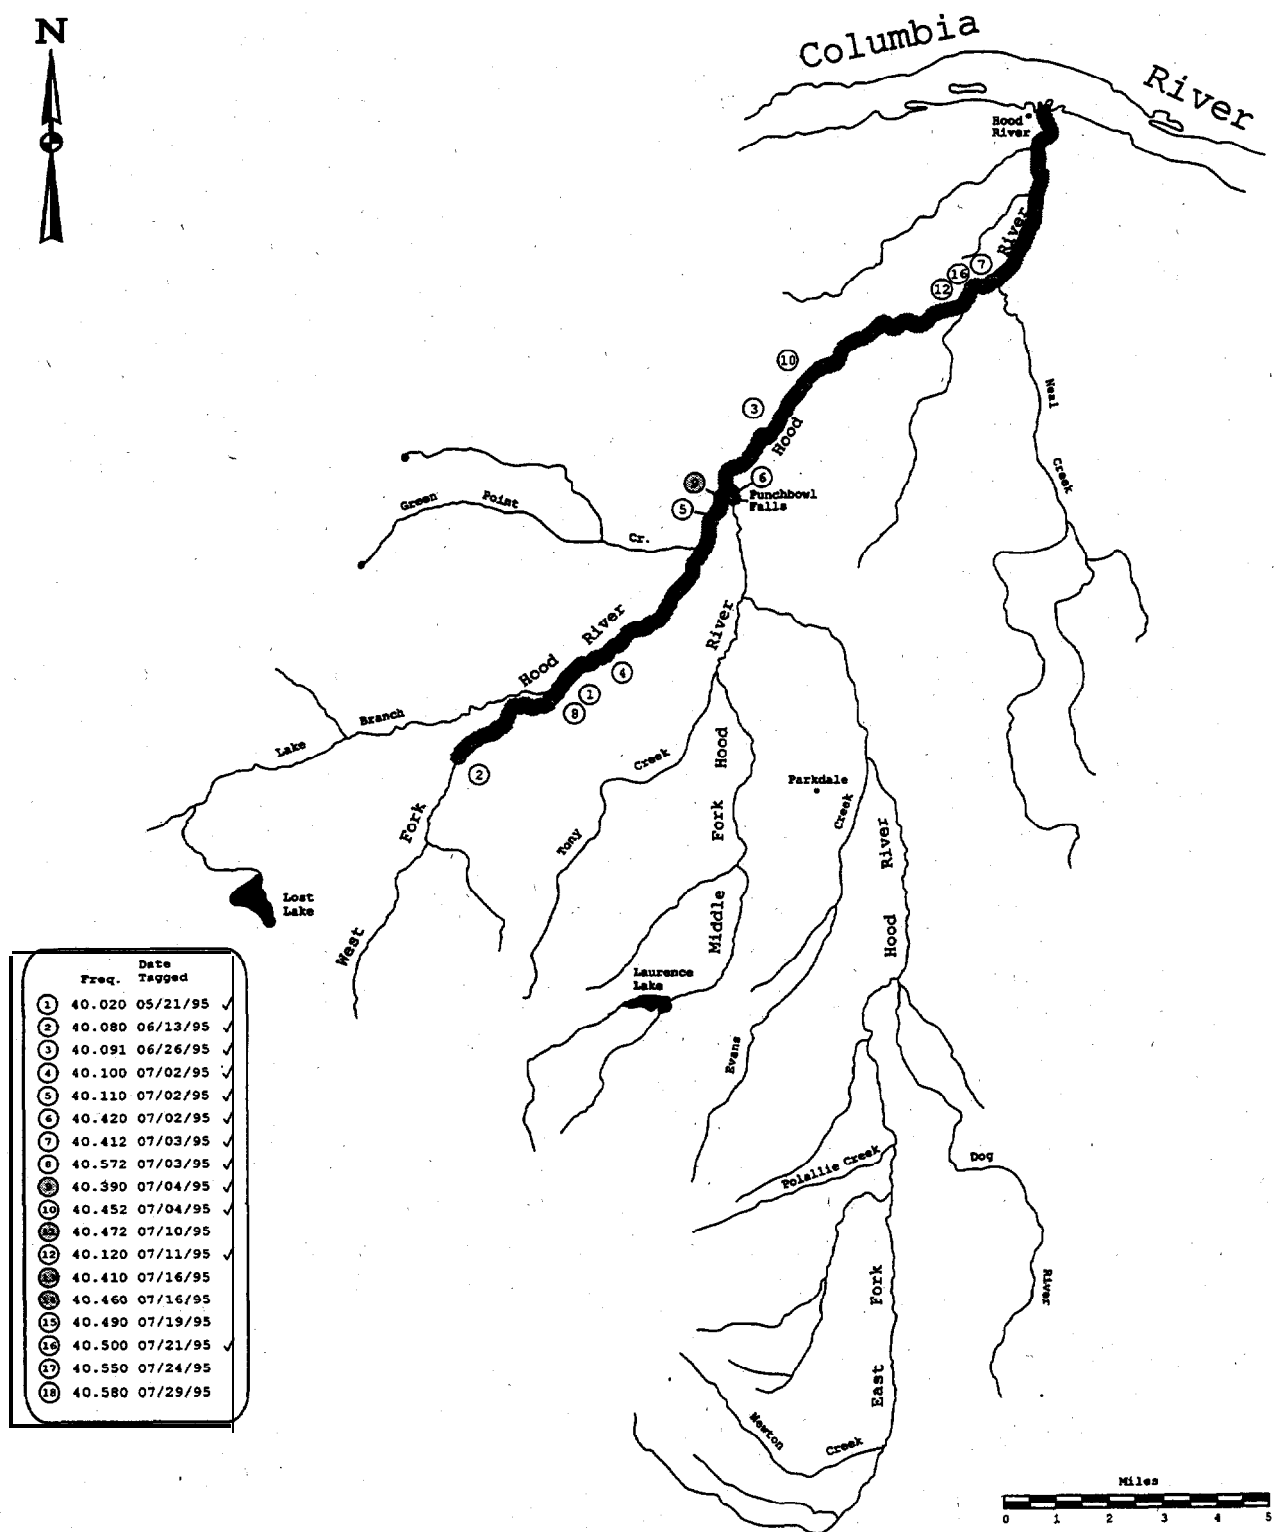 N
Columbia
River
Hood
River
River
7
16
12
10
3
Hood
9
6
Punchbowl
Falls
5
Green Point Cr.
Neal Creek
Hood River
River
4
1
8
2
Lake Branch
Tony Creek
Hood
Fork
Middle
Parkdale
Creek
Evans
River
Hood
Fork
West
Lost
Lake
Laurence
Lake
Polallie Creek
Dog
River
Fork
East
Newton Creek
Date
Freq. Tagged
1 40.020 05/21/95 ✓
2 40.080 06/13/95 ✓
3 40.091 06/26/95 ✓
4 40.100 07/02/95 ✓
5 40.110 07/02/95 ✓
6 40.420 07/02/95 ✓
7 40.412 07/03/95 ✓
8 40.572 07/03/95 ✓
9 40.390 07/04/95 ✓
10 40.452 07/04/95 ✓
11 40.472 07/10/95
12 40.120 07/11/95 ✓
13 40.410 07/16/95
14 40.460 07/16/95
15 40.490 07/19/95
16 40.500 07/21/95 ✓
17 40.550 07/24/95
18 40.580 07/29/95
Miles
0 1 2 3 4 5